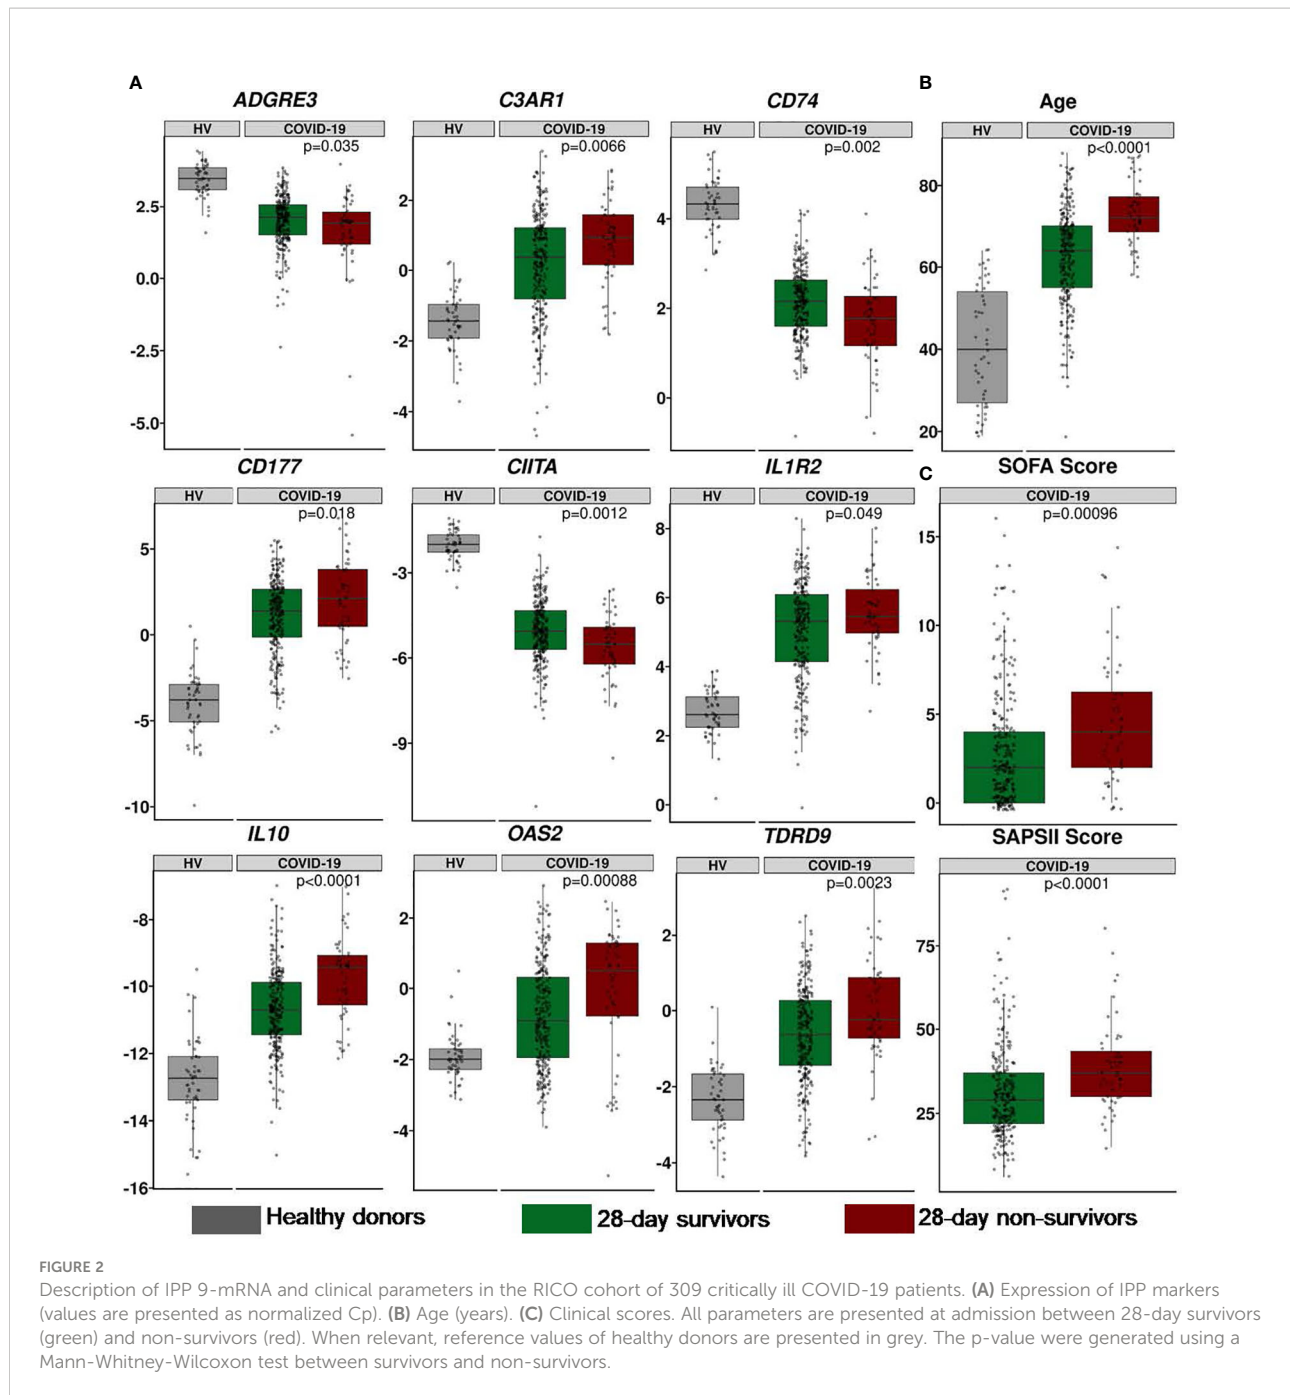 A
B
ADGRE3
C3AR1
CD74
Age
HV
COVID-19
HV
COVID-19
HV
COVID-19
COVID-19
p=0.035
p=0.0066
p=0.002
p<0.0001
2.5
0.0
-2.5
-5.0
2
0
-2
-4
4
2
0
80
60
40
20
CD177
CIITA
IL1R2
C
SOFA Score
HV
COVID-19
HV
COVID-19
HV
COVID-19
COVID-19
p=0.018
p=0.0012
p=0.049
p=0.00096
5
0
-5
-10
-3
-6
-9
8
6
4
2
0
15
10
5
0
IL10
OAS2
TDRD9
SAPSII Score
HV
COVID-19
HV
COVID-19
HV
COVID-19
COVID-19
p<0.0001
p=0.00088
p=0.0023
p<0.0001
-8
-10
-12
-14
-16
2
0
-2
-4
2
0
-2
-4
75
50
25
Healthy donors
28-day survivors
28-day non-survivors
FIGURE 2
Description of IPP 9-mRNA and clinical parameters in the RICO cohort of 309 critically ill COVID-19 patients. (A) Expression of IPP markers
(values are presented as normalized Cp). (B) Age (years). (C) Clinical scores. All parameters are presented at admission between 28-day survivors
(green) and non-survivors (red). When relevant, reference values of healthy donors are presented in grey. The p-value were generated using a
Mann-Whitney-Wilcoxon test between survivors and non-survivors.